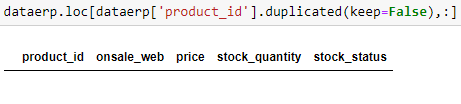 dataerp.loc[dataerp['product_id'].duplicated(keep=False),:]
product_id onsale_web price stock_quantity stock_status